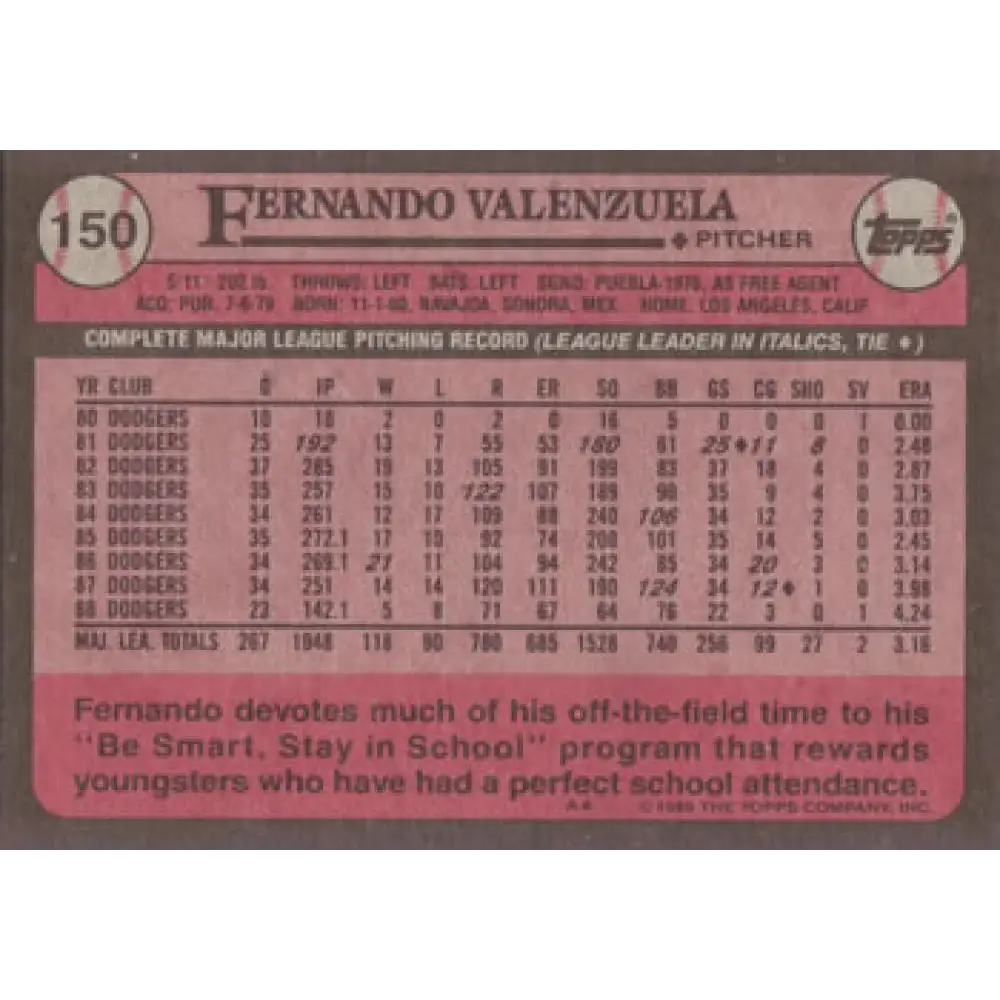 150
FERNANDO VALENZUELA
♦ PITCHER
TOPPS®
5'11" 202 lb. THROWS: LEFT BATS: LEFT SGND: PUEBLA-1978, AS FREE AGENT
ACQ: PUR. 7-6-79 BORN: 11-1-60, NAVAJOA, SONORA, MEX. HOME: LOS ANGELES, CALIF
COMPLETE MAJOR LEAGUE PITCHING RECORD (LEAGUE LEADER IN ITALICS, TIE ♦)
YR CLUB G IP W L R ER SO BB GS CG SHO SV ERA
80 DODGERS 10 18 2 0 2 0 16 5 0 0 0 1 0.00
81 DODGERS 25 192 13 7 55 53 180 61 25 ♦11 8 0 2.48
82 DODGERS 37 285 19 13 105 91 199 83 37 18 4 0 2.87
83 DODGERS 35 257 15 10 122 107 189 99 35 9 4 0 3.75
84 DODGERS 34 261 12 17 109 88 240 106 34 12 2 0 3.03
85 DODGERS 35 272.1 17 10 92 74 208 101 35 14 5 0 2.45
86 DODGERS 34 269.1 21 11 104 94 242 85 34 20 3 0 3.14
87 DODGERS 34 251 14 14 120 111 190 124 34 12♦ 1 0 3.98
88 DODGERS 23 142.1 5 8 71 67 64 76 22 3 0 1 4.24
MAJ. LEA. TOTALS 267 1948 118 90 780 685 1528 740 256 99 27 2 3.16
Fernando devotes much of his off-the-field time to his
"Be Smart, Stay in School" program that rewards
youngsters who have had a perfect school attendance.
© 1989 THE TOPPS COMPANY, INC.